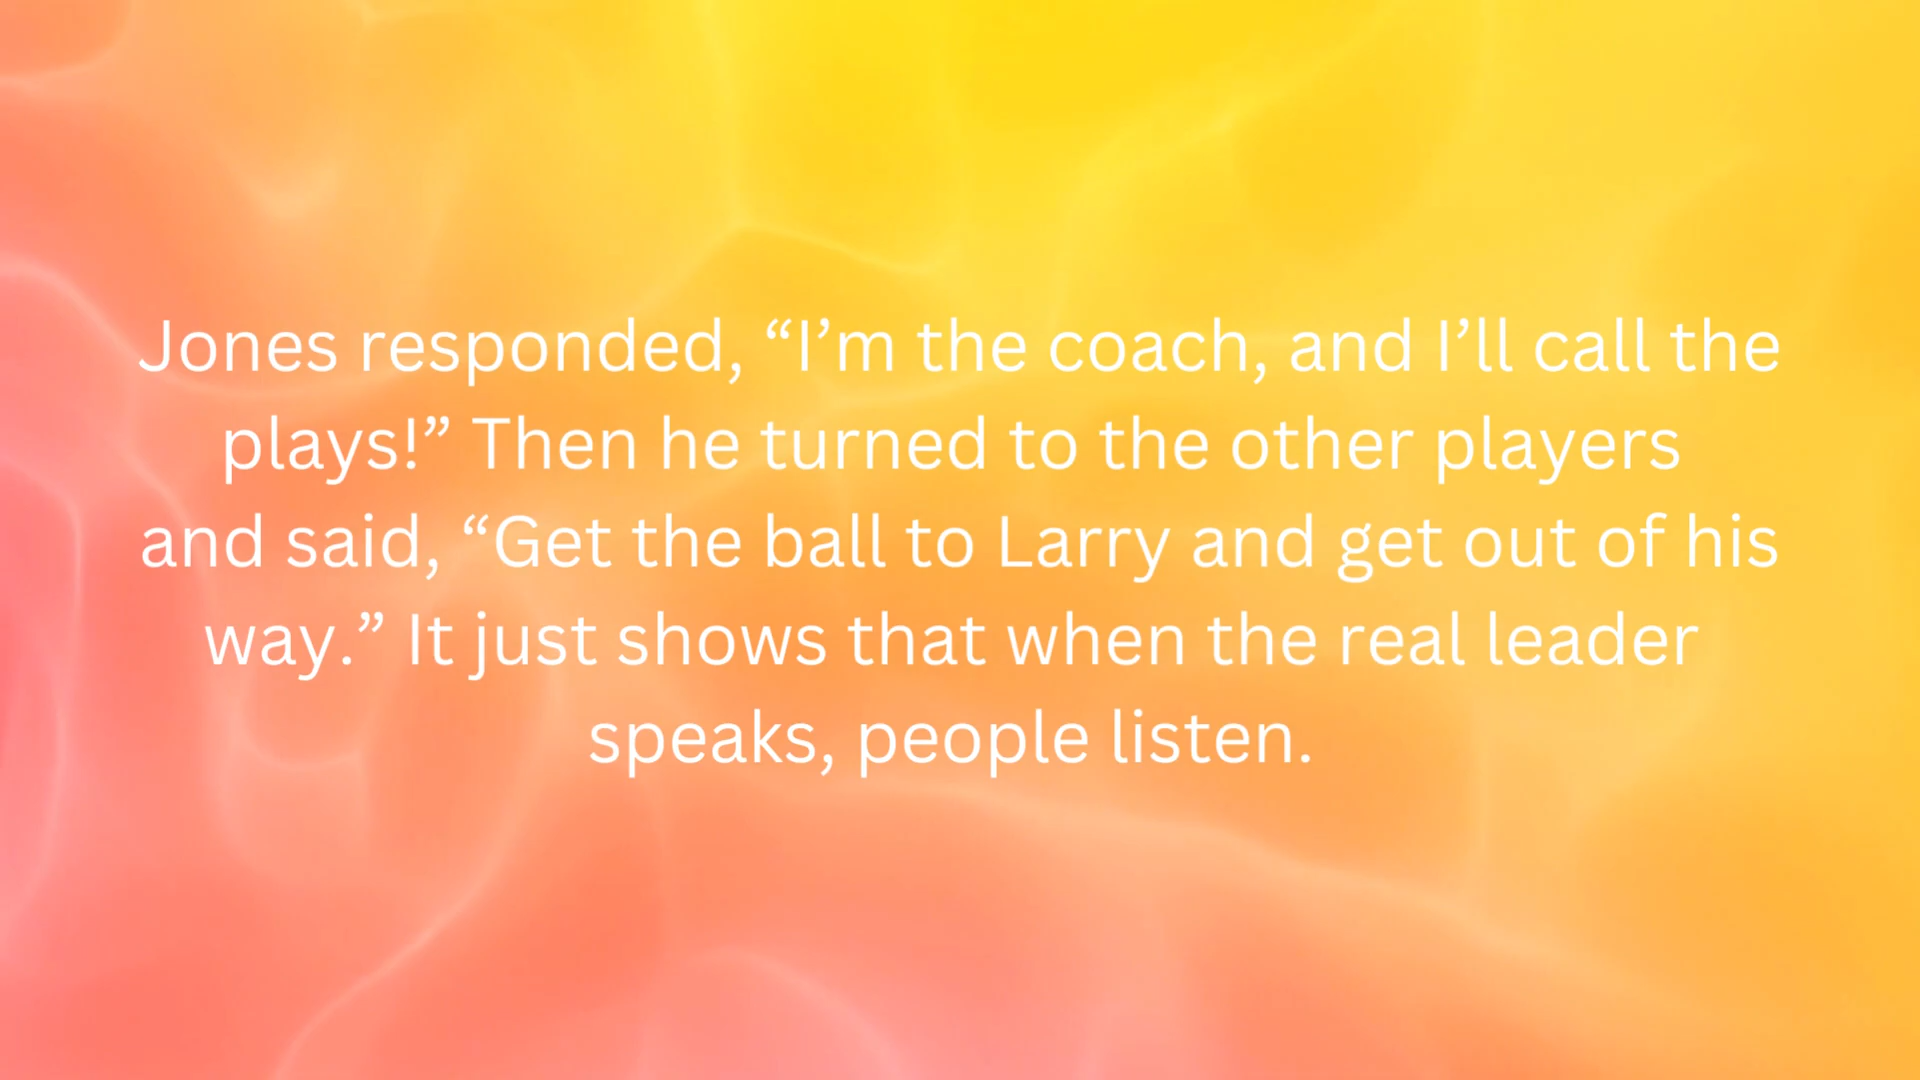 Jones responded, “I’m the coach, and I’ll call the
plays!” Then he turned to the other players
and said, “Get the ball to Larry and get out of his
way.” It just shows that when the real leader
speaks, people listen.